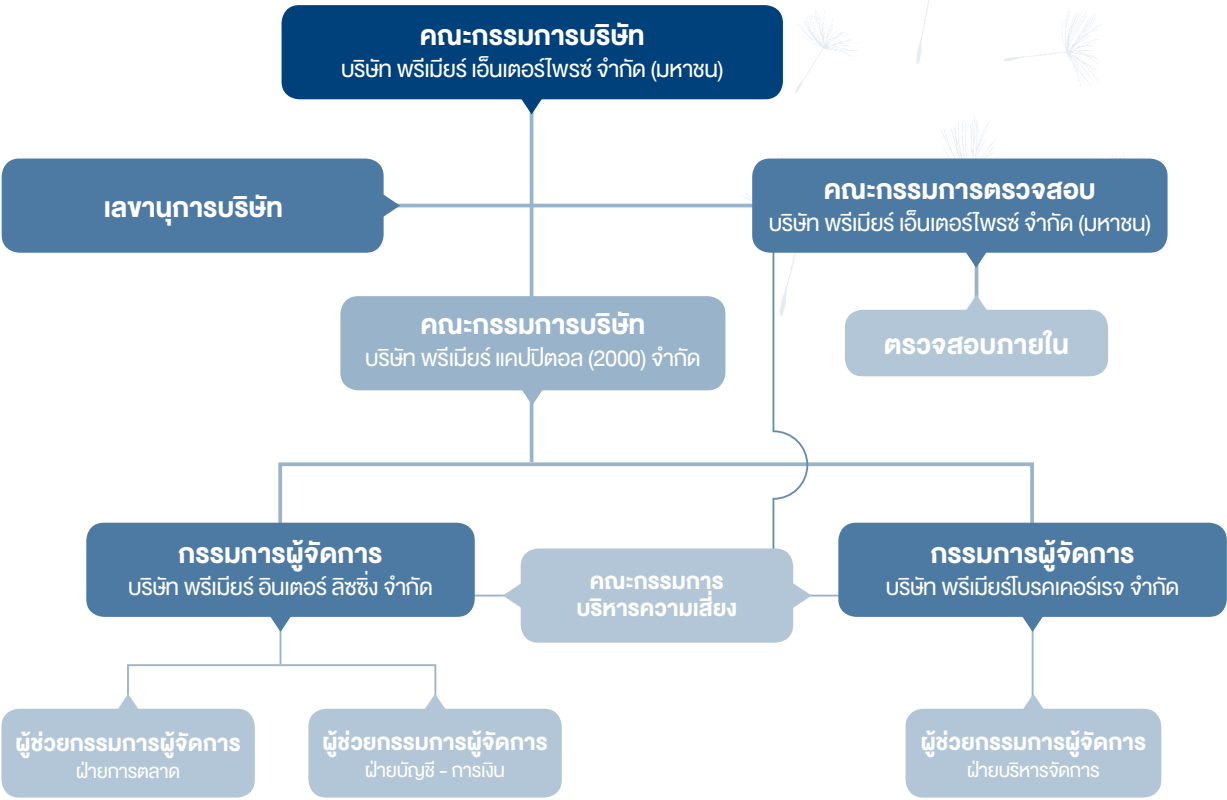 คณะกรรมการบริษัท
บริษัท พรีเมียร์ เอ็นเตอร์ไพรซ์ จำกัด (มหาชน)
เลขานุการบริษัท
คณะกรรมการตรวจสอบ
บริษัท พรีเมียร์ เอ็นเตอร์ไพรซ์ จำกัด (มหาชน)
คณะกรรมการบริษัท
บริษัท พรีเมียร์ แคปปิตอล (2000) จำกัด
ตรวจสอบภายใน
กรรมการผู้จัดการ
บริษัท พรีเมียร์ อินเตอร์ ลิซซิ่ง จำกัด
คณะกรรมการ
บริหารความเสี่ยง
กรรมการผู้จัดการ
บริษัท พรีเมียร์โบรคเคอร์เรจ จำกัด
ผู้ช่วยกรรมการผู้จัดการ
ฝ่ายการตลาด
ผู้ช่วยกรรมการผู้จัดการ
ฝ่ายบัญชี - การเงิน
ผู้ช่วยกรรมการผู้จัดการ
ฝ่ายบริหารจัดการ